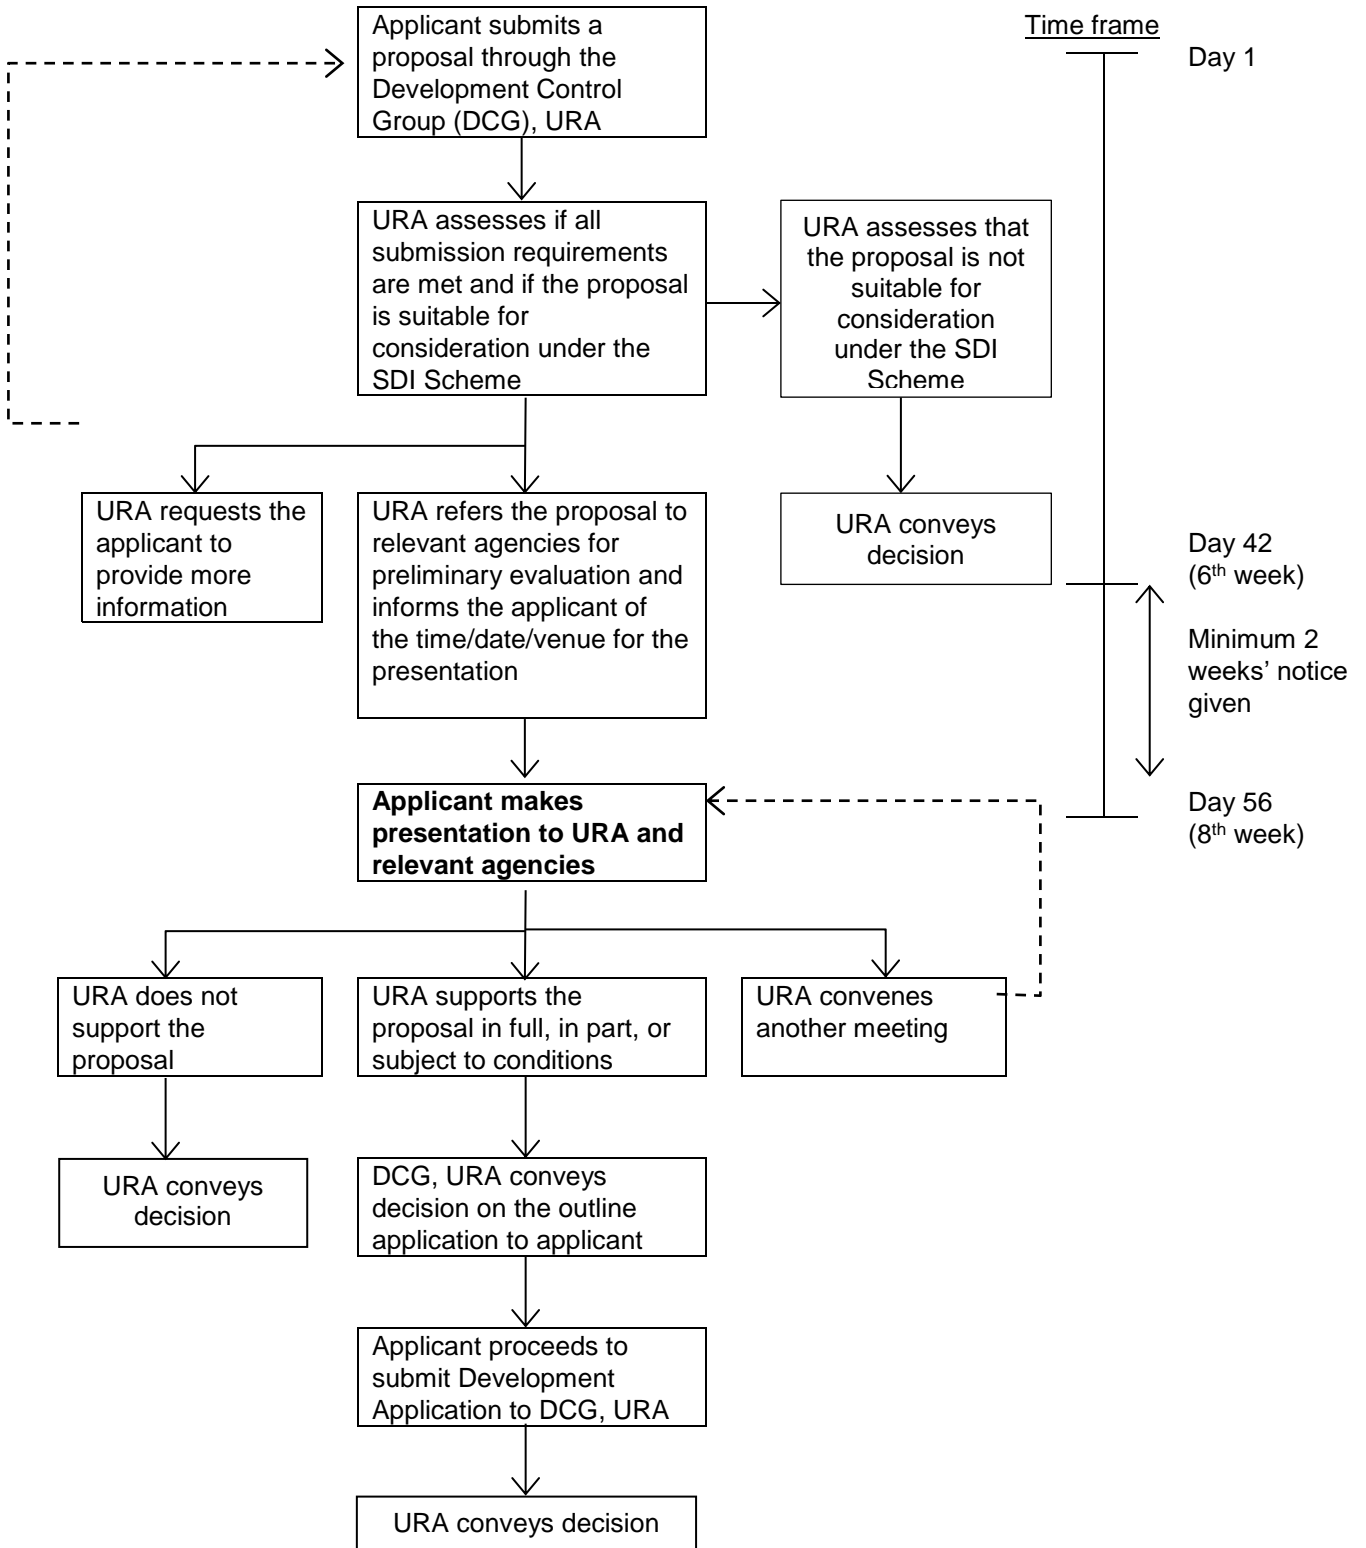 Applicant submits a
proposal through the
Development Control
Group (DCG), URA
Time frame
Day 1
URA assesses if all
submission requirements
are met and if the proposal
is suitable for
consideration under the
SDI Scheme
URA assesses that
the proposal is not
suitable for
consideration
under the SDI
Scheme
URA requests the
applicant to
provide more
information
URA refers the proposal to
relevant agencies for
preliminary evaluation and
informs the applicant of
the time/date/venue for the
presentation
URA conveys
decision
Day 42
(6th week)
Minimum 2
weeks’ notice
given
Applicant makes
presentation to URA and
relevant agencies
Day 56
(8th week)
URA does not
support the
proposal
URA supports the
proposal in full, in part, or
subject to conditions
URA convenes
another meeting
URA conveys
decision
DCG, URA conveys
decision on the outline
application to applicant
Applicant proceeds to
submit Development
Application to DCG, URA
URA conveys decision